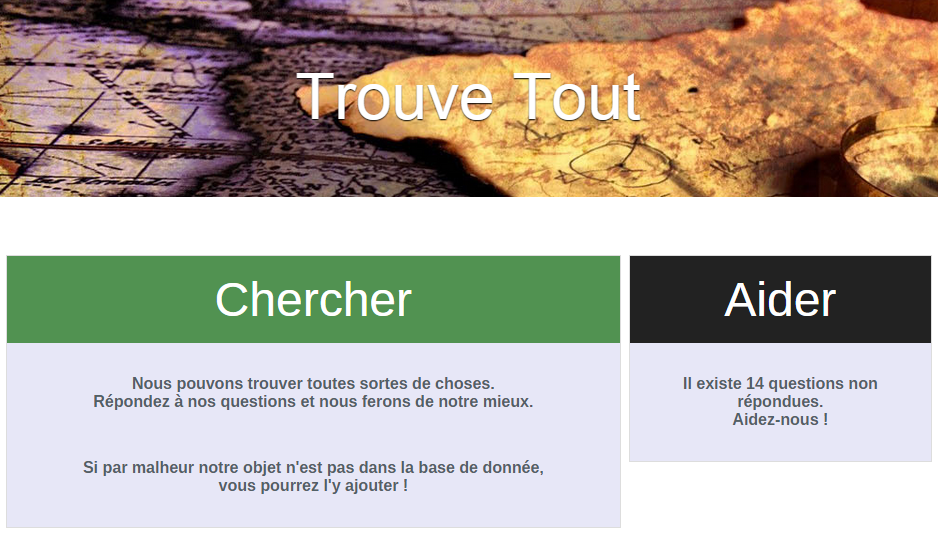 Trouve Tout
Chercher
Nous pouvons trouver toutes sortes de choses.
Répondez à nos questions et nous ferons de notre mieux.
Si par malheur notre objet n'est pas dans la base de donnée,
vous pourrez l'y ajouter !
Aider
Il existe 14 questions non
répondues.
Aidez-nous !